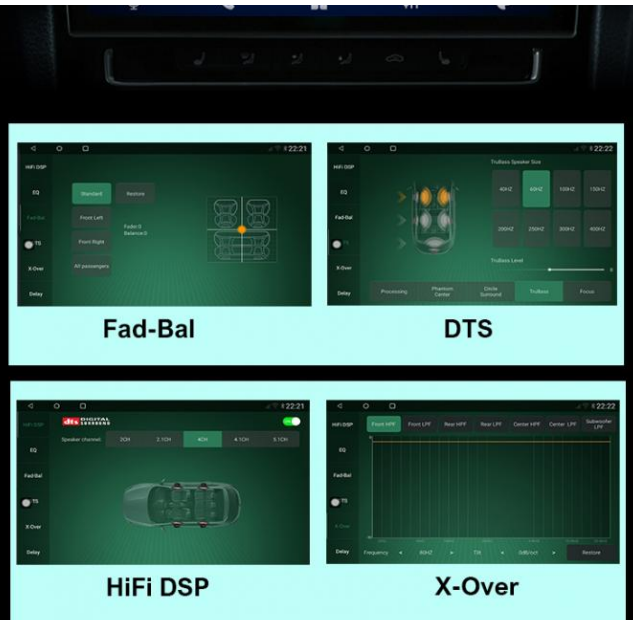 22:21
HiFi DSP
EQ
Standard
Restore
Fad-Bal
Front Left
Fade:0
Balance:0
TS
Front Right
X-Over
All passengers
Delay
Fad-Bal
22:22
HiFi DSP
TruBass Speaker Size
EQ
40HZ
60HZ
100HZ
150HZ
Fad-Bal
200HZ
250HZ
300HZ
400HZ
X-Over
TruBass Level
Delay
Processing
Phantom
Center
Circle
Surround
TruBass
Focus
DTS
22:21
HiFi DSP
dts DIGITAL
SURROUND
Speaker channel
2CH
2.1CH
4CH
4.1CH
5.1CH
EQ
Fad-Bal
TS
X-Over
Delay
HiFi DSP
22:22
HiFi DSP
Front HPF
Front LPF
Rear HPF
Rear LPF
Center HPF
Center LPF
Subwoofer
LPF
EQ
Fad-Bal
TS
X-Over
Delay
Frequency
80HZ
0dB/oct
Restore
X-Over